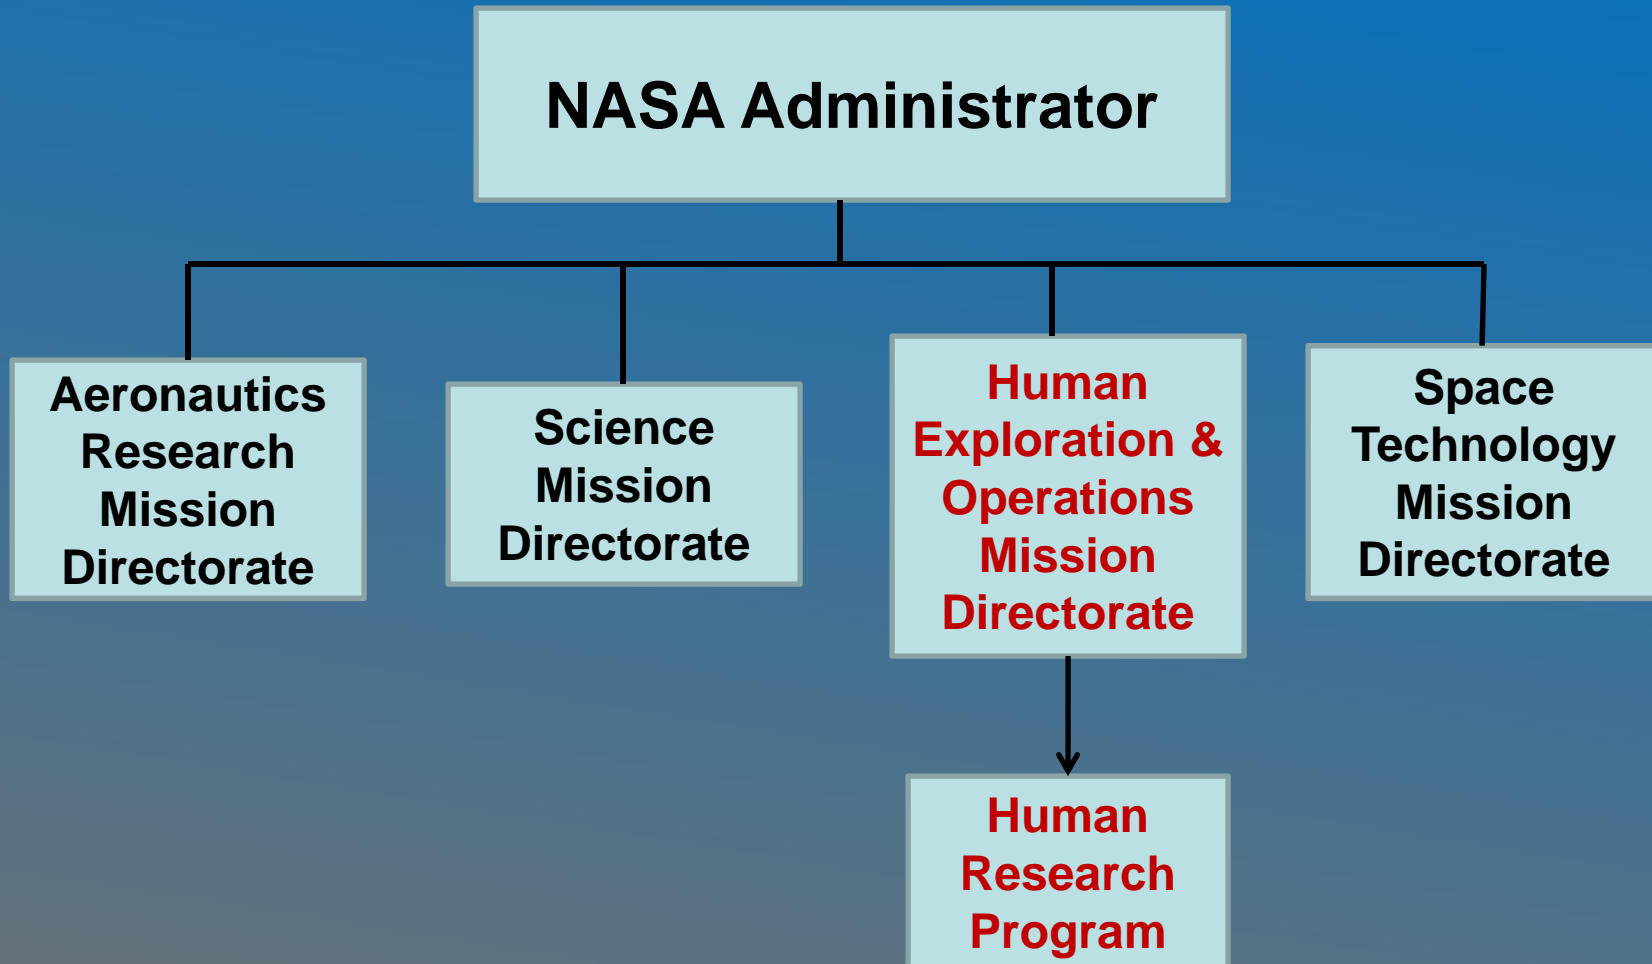 NASA Administrator
Aeronautics
Research
Mission
Directorate
Science
Mission
Directorate
Human
Exploration &
Operations
Mission
Directorate
Space
Technology
Mission
Directorate
Human
Research
Program